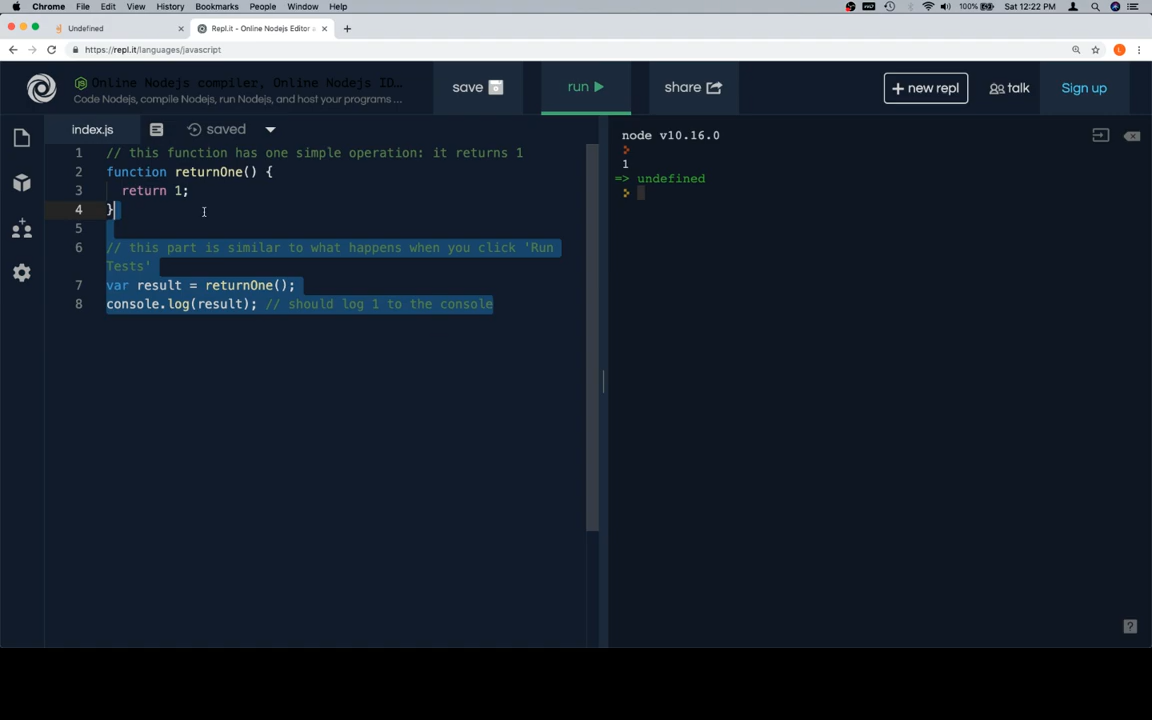 Chrome File Edit View History Bookmarks People Window Help 100% Sat 12:22 PM
Undefined
Repl.it - Online Nodejs Editor a
https://repl.it/languages/javascript
L
Online Nodejs compiler, Online Nodejs ID...
Code Nodejs, compile Nodejs, run Nodejs, and host your programs ...
save
run
share
+ new repl
talk
Sign up
index.js
saved
1 // this function has one simple operation: it returns 1
2 function returnOne() {
3 return 1;
4 }
5
6 // this part is similar to what happens when you click 'Run
Tests'
7 var result = returnOne();
8 console.log(result); // should log 1 to the console
node v10.16.0
1
=> undefined
?